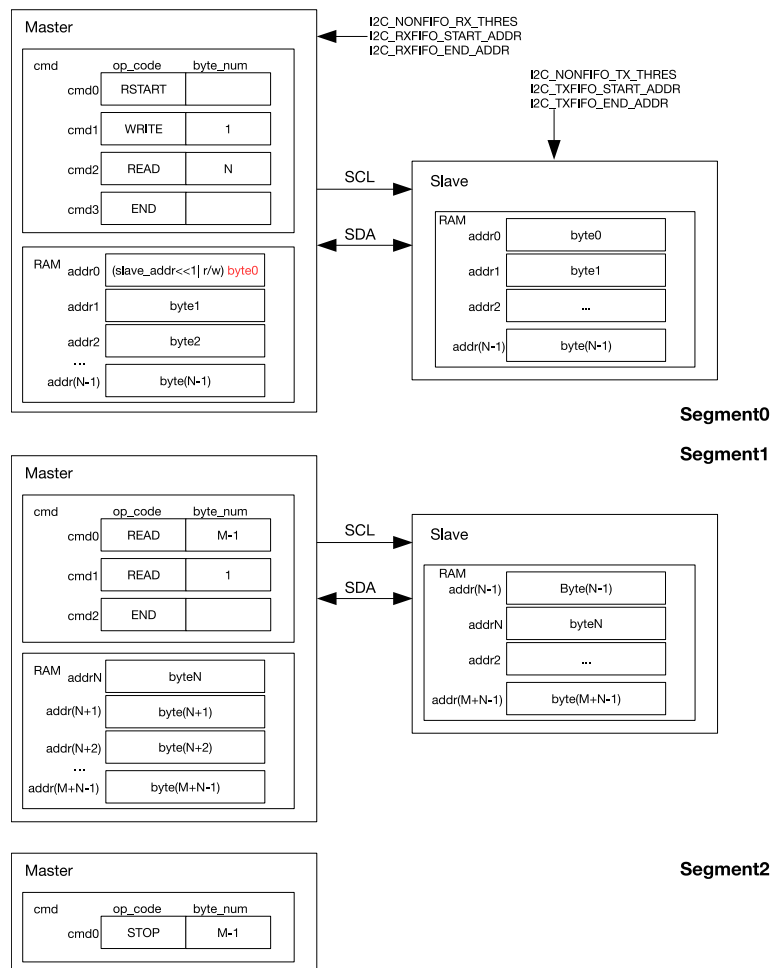 Master
I2C_NONFIFO_RX_THRES
I2C_RXFIFO_START_ADDR
I2C_RXFIFO_END_ADDR
cmd op_code byte_num
cmd0 RSTART
cmd1 WRITE 1
cmd2 READ N
cmd3 END
RAM
addr0 (slave_addr<<1| r/w) byte0
addr1 byte1
addr2 byte2
...
addr(N-1) byte(N-1)
I2C_NONFIFO_TX_THRES
I2C_TXFIFO_START_ADDR
I2C_TXFIFO_END_ADDR
SCL
SDA
Slave
RAM
addr0 byte0
addr1 byte1
addr2 ...
addr(N-1) byte(N-1)
Segment0
Segment1
Master
cmd op_code byte_num
cmd0 READ M-1
cmd1 READ 1
cmd2 END
RAM addrN byteN
addr(N+1) byte(N+1)
addr(N+2) byte(N+2)
...
addr(M+N-1) byte(M+N-1)
SCL
SDA
Slave
RAM
addr(N-1) Byte(N-1)
addrN byteN
addr2 ...
addr(M+N-1) byte(M+N-1)
Segment2
Master
cmd op_code byte_num
cmd0 STOP M-1